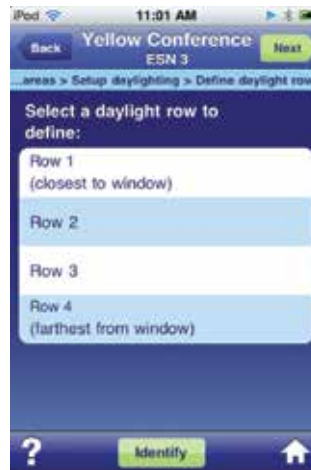 iPod 11:01 AM
Back Yellow Conference Next
ESN 3
...areas > Setup daylighting > Define daylight row
Select a daylight row to
define:
Row 1
(closest to window)
Row 2
Row 3
Row 4
(farthest from window)
? Identify